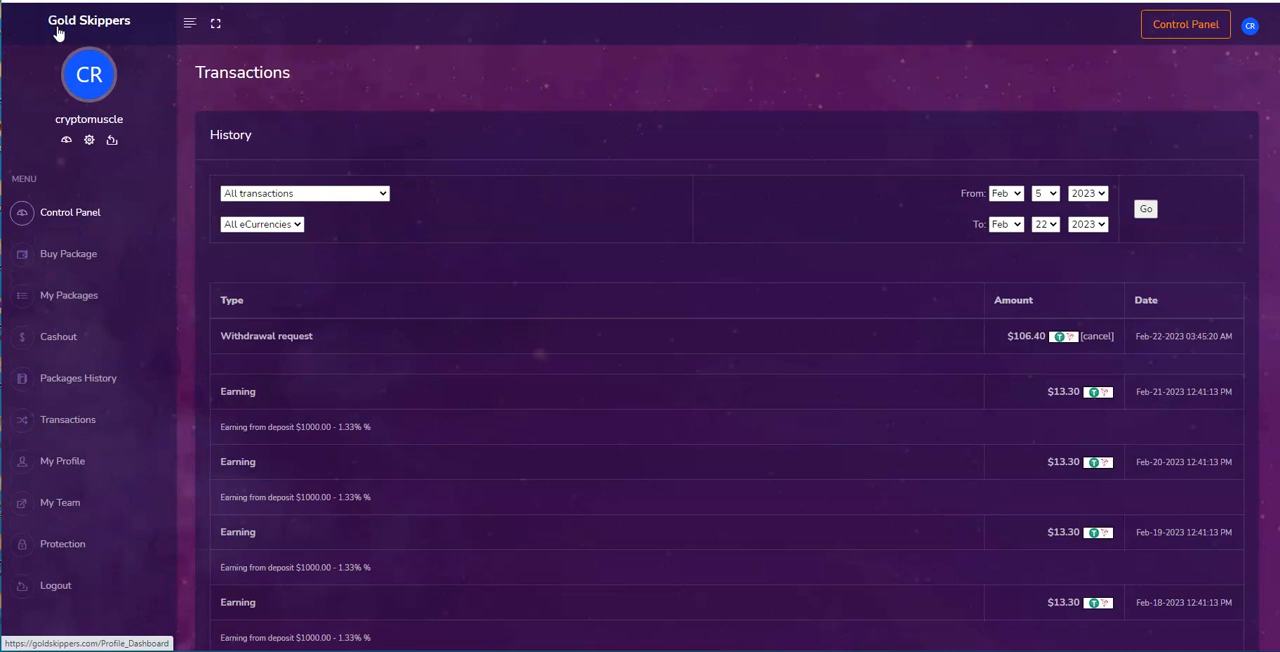 Gold Skippers
Control Panel
CR
CR
cryptomuscle
MENU
Control Panel
Buy Package
My Packages
Cashout
Packages History
Transactions
My Profile
My Team
Protection
Logout
https://goldskippers.com/Profile_Dashboard
Transactions
History
All transactions
From: Feb 5 2023
Go
All eCurrencies
To: Feb 22 2023
Type Amount Date
Withdrawal request $106.40 [cancel] Feb-22-2023 03:45:20 AM
Earning $13.30 Feb-21-2023 12:41:13 PM
Earning from deposit $1000.00 - 1.33% %
Earning $13.30 Feb-20-2023 12:41:13 PM
Earning from deposit $1000.00 - 1.33% %
Earning $13.30 Feb-19-2023 12:41:13 PM
Earning from deposit $1000.00 - 1.33% %
Earning $13.30 Feb-18-2023 12:41:13 PM
Earning from deposit $1000.00 - 1.33% %